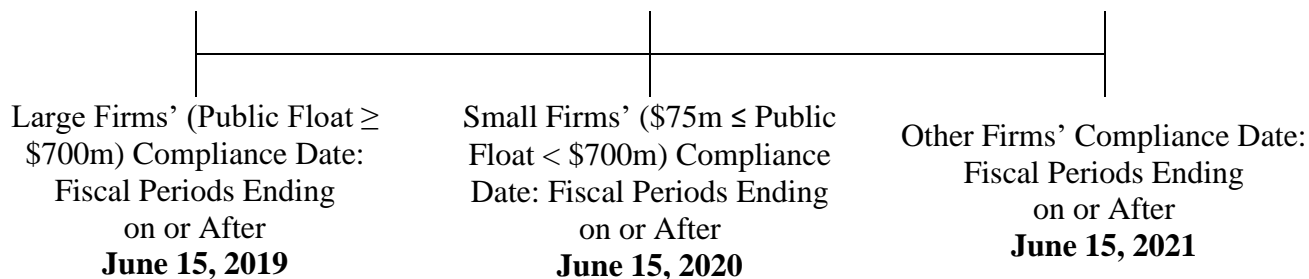 Large Firms’ (Public Float ≥
$700m) Compliance Date:
Fiscal Periods Ending
on or After
June 15, 2019
Small Firms’ ($75m ≤ Public
Float < $700m) Compliance
Date: Fiscal Periods Ending
on or After
June 15, 2020
Other Firms’ Compliance Date:
Fiscal Periods Ending
on or After
June 15, 2021